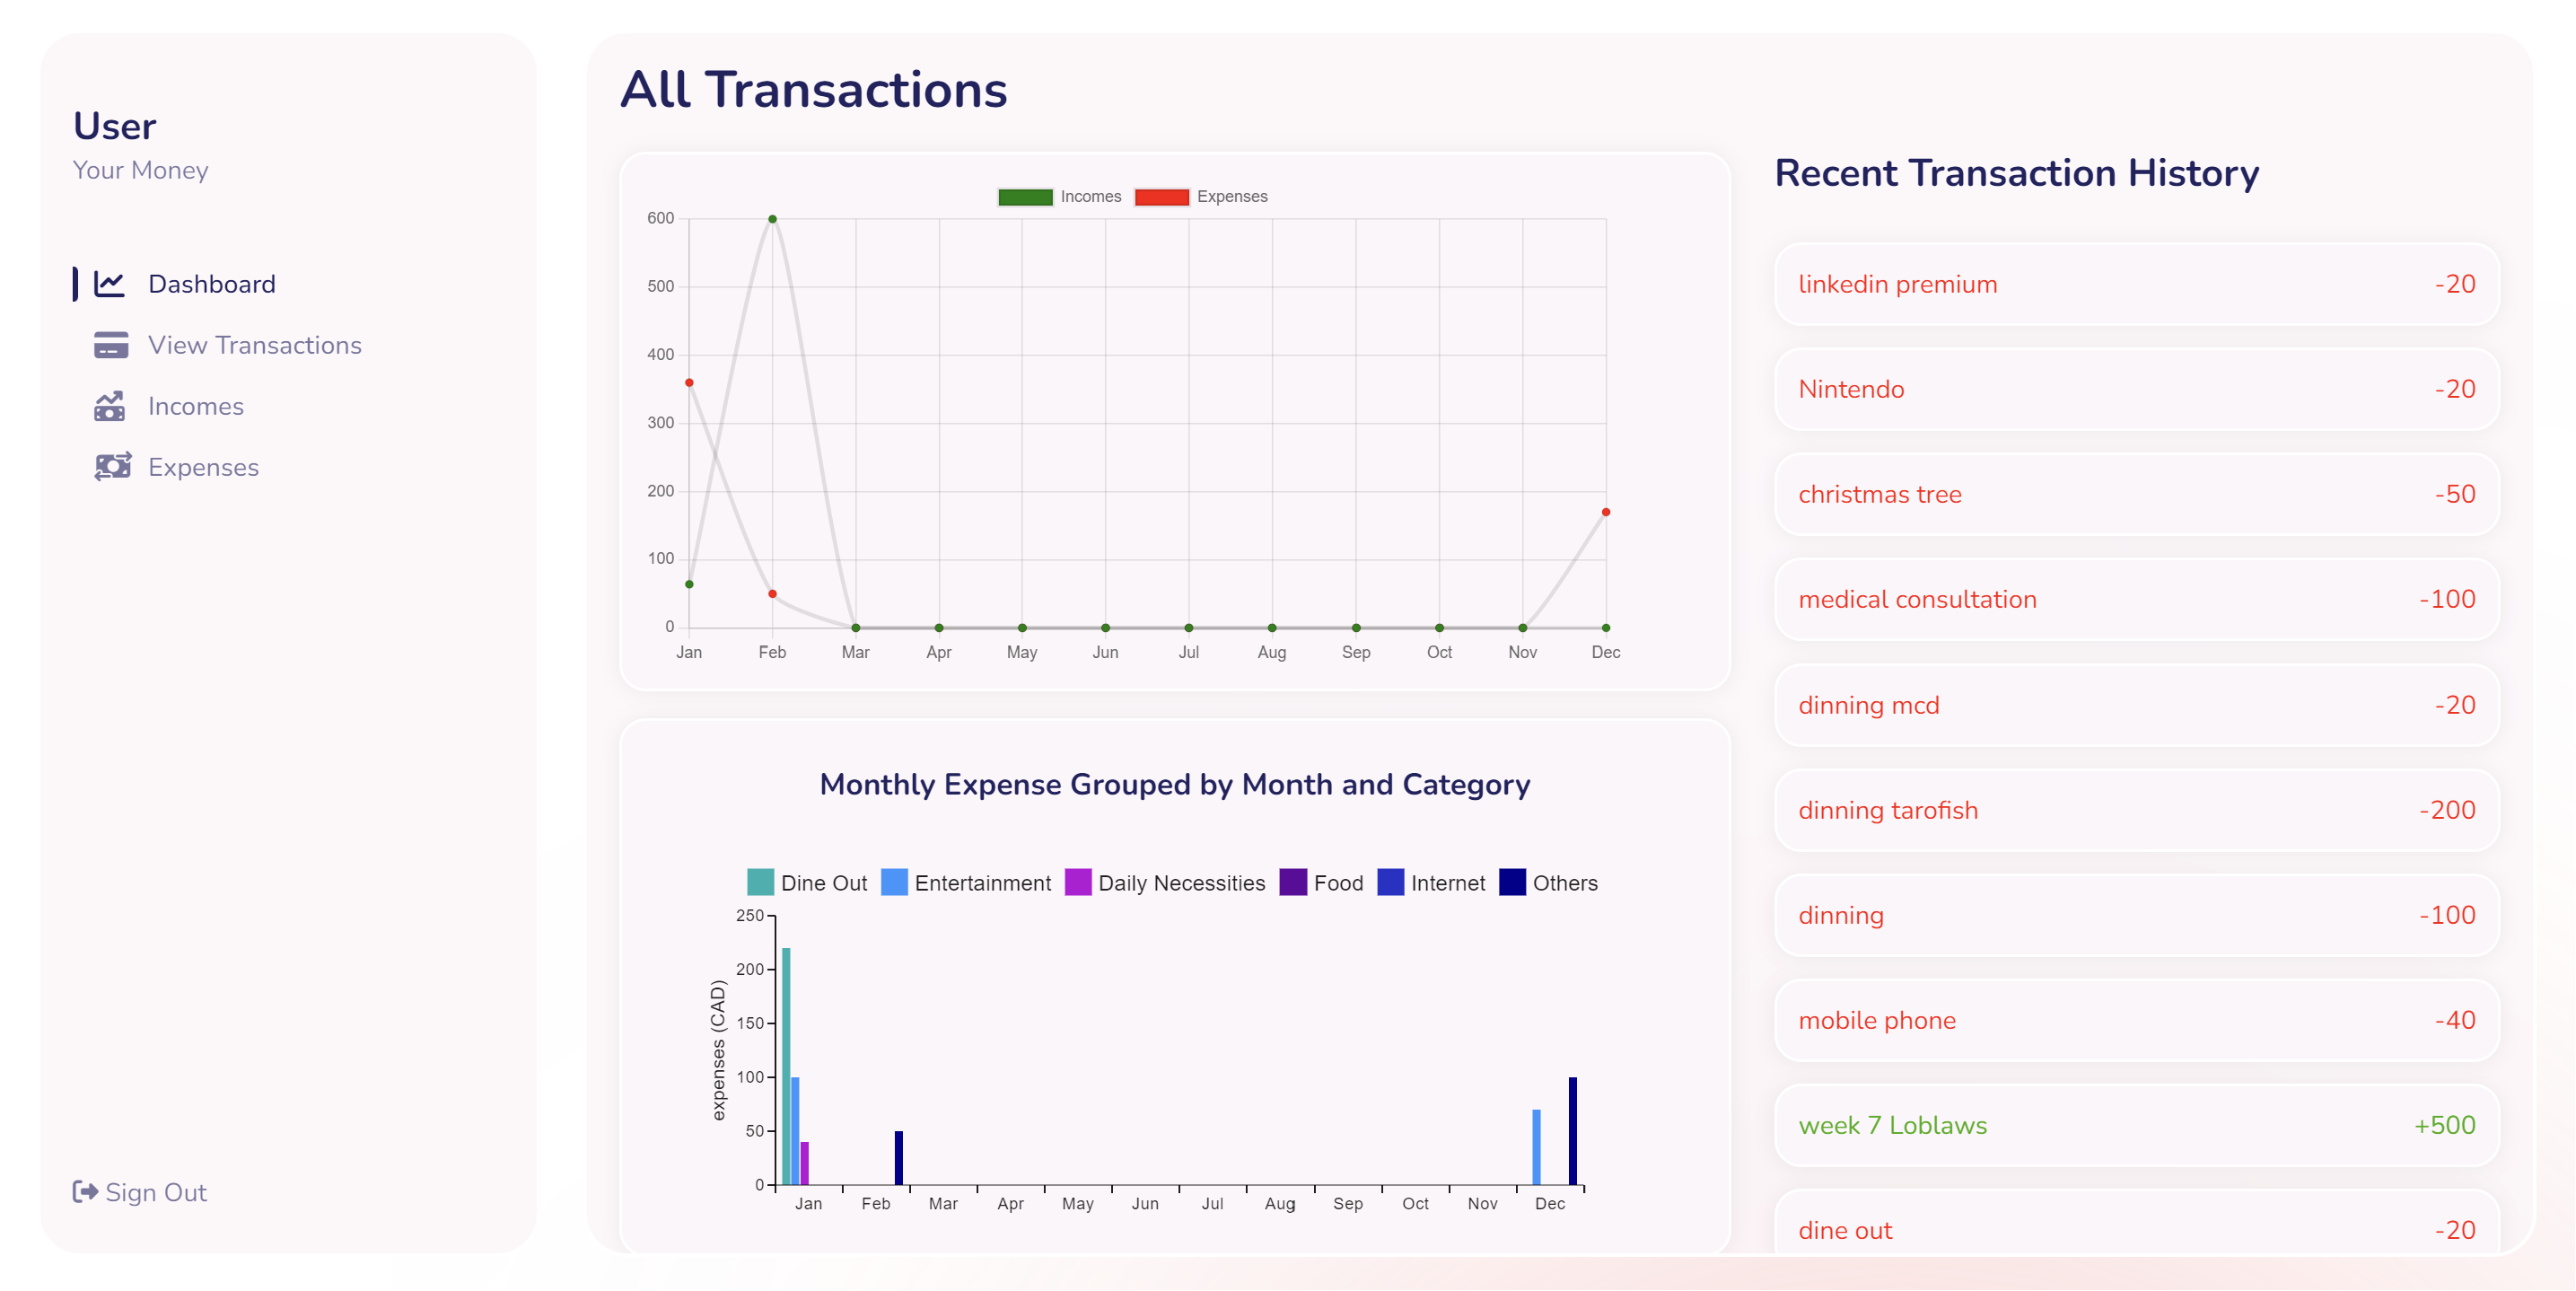 User
Your Money
Dashboard
View Transactions
Incomes
Expenses
Sign Out
All Transactions
Incomes Expenses
600
500
400
300
200
100
0
Jan Feb Mar Apr May Jun Jul Aug Sep Oct Nov Dec
Monthly Expense Grouped by Month and Category
Dine Out Entertainment Daily Necessities Food Internet Others
expenses (CAD)
250
200
150
100
50
0
Jan Feb Mar Apr May Jun Jul Aug Sep Oct Nov Dec
Recent Transaction History
linkedin premium -20
Nintendo -20
christmas tree -50
medical consultation -100
dinning mcd -20
dinning tarofish -200
dinning -100
mobile phone -40
week 7 Loblaws +500
dine out -20